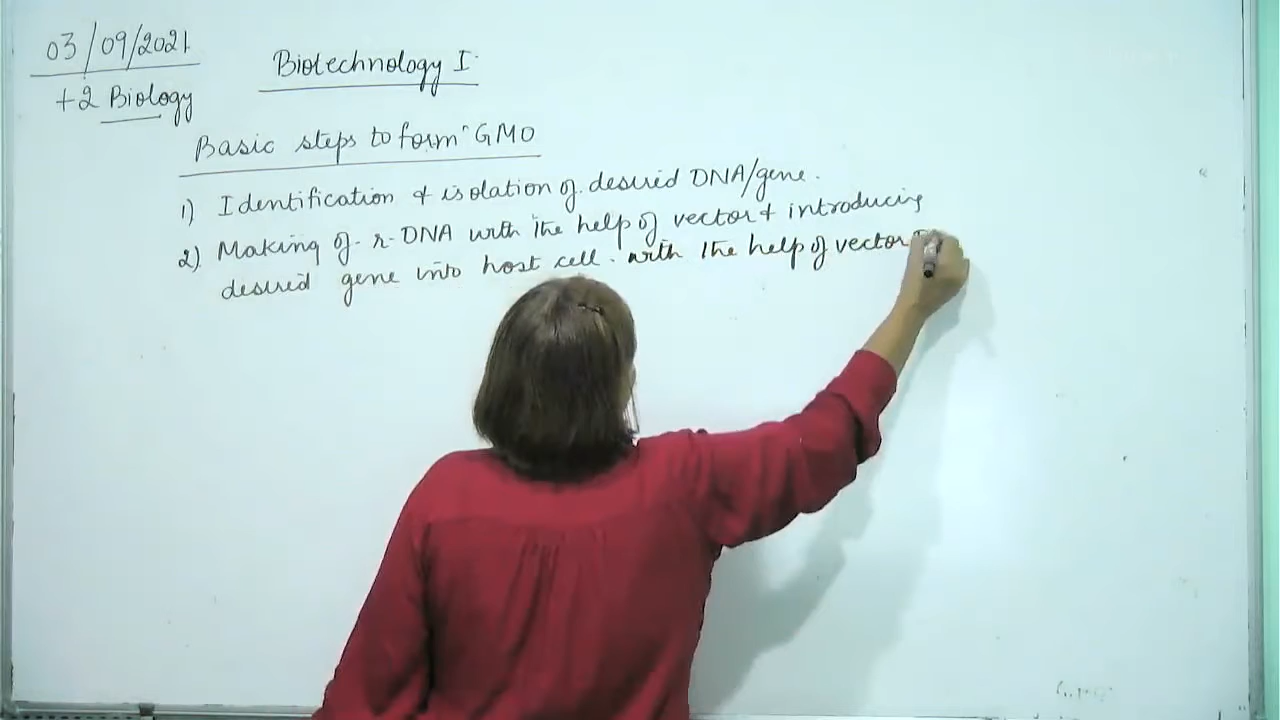 03/09/2021
+2 Biology
Biotechnology I
Basic steps to form GMO
1) Identification & isolation of desired DNA/gene.
2) Making of r-DNA with the help of vector & introducing
desired gene into host cell. with the help of vector